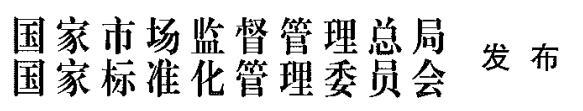 国家市场监督管理总局
国家标准化管理委员会
发布